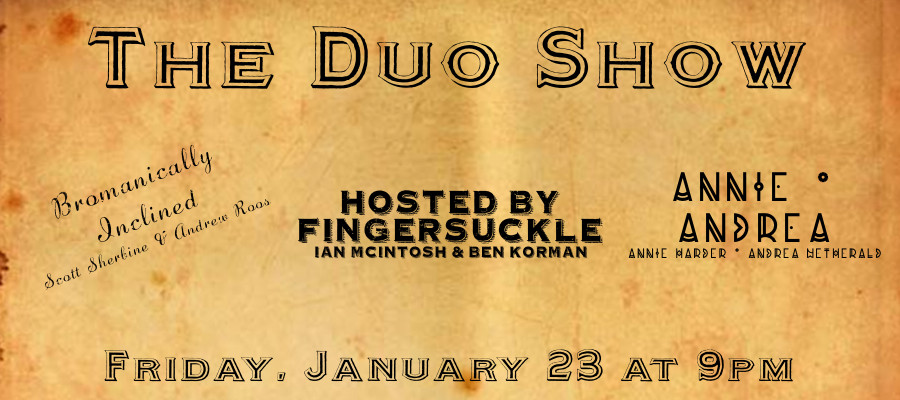 The Duo Show
Bromanically
Inclined
Scott Sherbine & Andrew Roos
HOSTED BY
FINGERSUCKLE
IAN MCINTOSH & BEN KORMAN
ANNIE °
ANDREA
ANNIE HARDER ° ANDREA NETHERALD
Friday, January 23 at 9pm